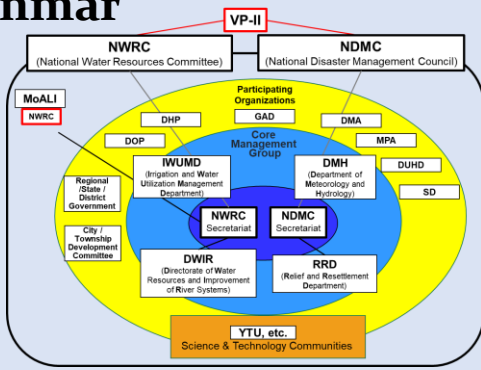 nmar
VP-II
NWRC
(National Water Resources Committee)
NDMC
(National Disaster Management Council)
MoALI
NWRC
Participating
Organizations
DHP
GAD
DMA
DOP
MPA
Core
Management
Group
IWUMD
(Irrigation and Water
Utilization Management
Department)
DMH
(Department of
Meteorology and
Hydrology)
DUHD
SD
Regional
/State /
District
Government
NWRC
Secretariat
NDMC
Secretariat
City /
Township
Development
Committee
DWIR
(Directorate of Water
Resources and Improvement
of River Systems)
RRD
(Relief and Resettlement
Department)
YTU, etc.
Science & Technology Communities